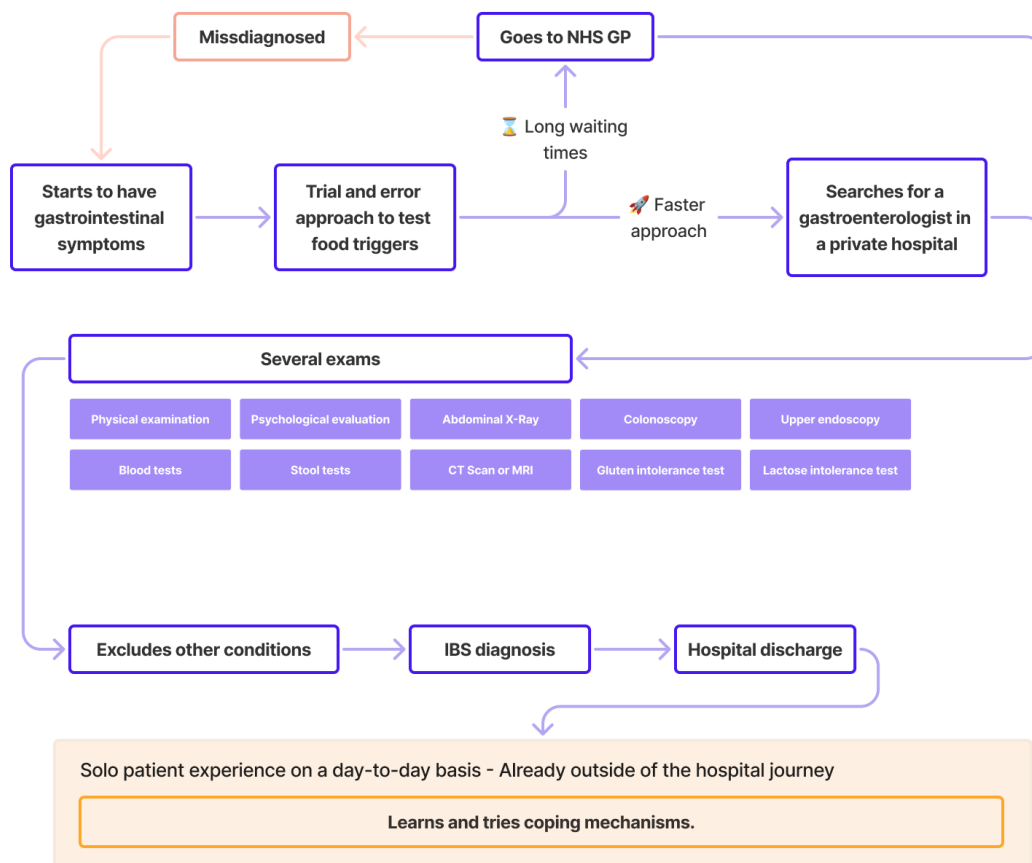 Missdiagnosed
Goes to NHS GP
⏳ Long waiting
times
Starts to have
gastrointestinal
symptoms
Trial and error
approach to test
food triggers
🚀 Faster
approach
Searches for a
gastroenterologist in
a private hospital
Several exams
Physical examination
Psychological evaluation
Abdominal X-Ray
Colonoscopy
Upper endoscopy
Blood tests
Stool tests
CT Scan or MRI
Gluten intolerance test
Lactose intolerance test
Excludes other conditions
IBS diagnosis
Hospital discharge
Solo patient experience on a day-to-day basis - Already outside of the hospital journey
Learns and tries coping mechanisms.